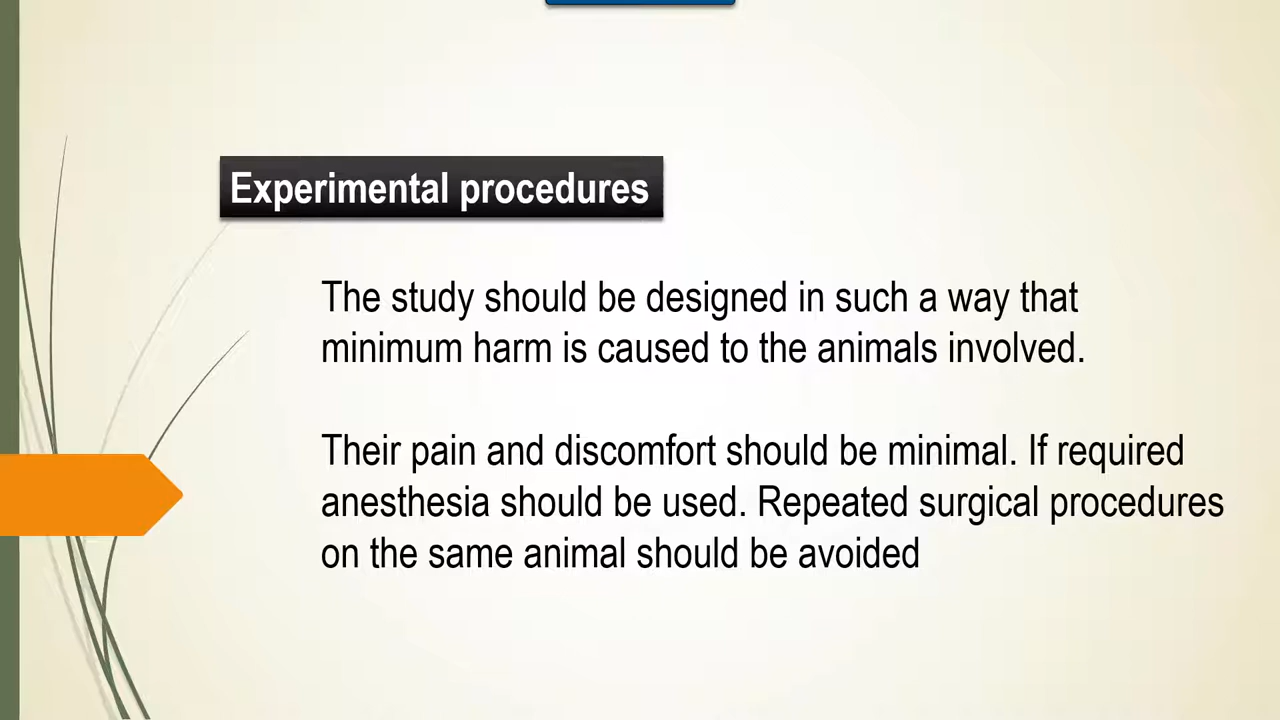 Experimental procedures
The study should be designed in such a way that
minimum harm is caused to the animals involved.
Their pain and discomfort should be minimal. If required
anesthesia should be used. Repeated surgical procedures
on the same animal should be avoided